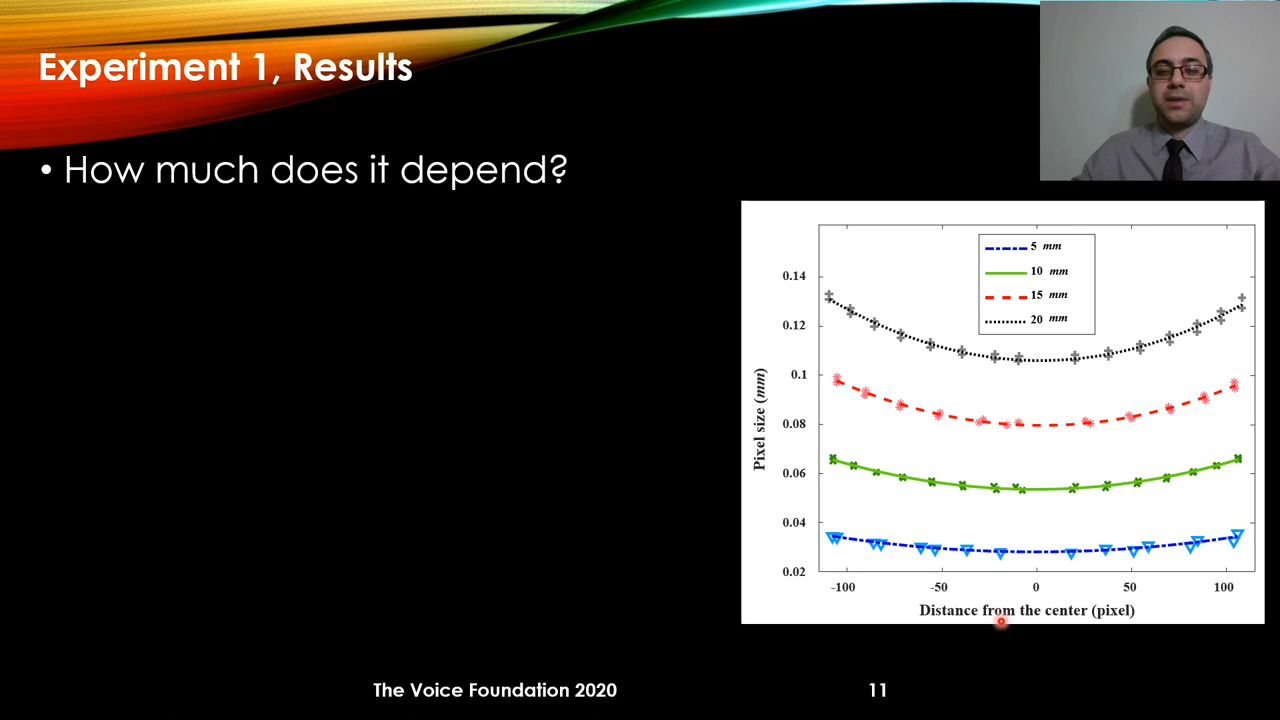 Experiment 1, Results
• How much does it depend?
5 mm
10 mm
15 mm
20 mm
0.14
0.12
0.1
0.08
0.06
0.04
0.02
Pixel size (mm)
-100 -50 0 50 100
Distance from the center (pixel)
The Voice Foundation 2020 11